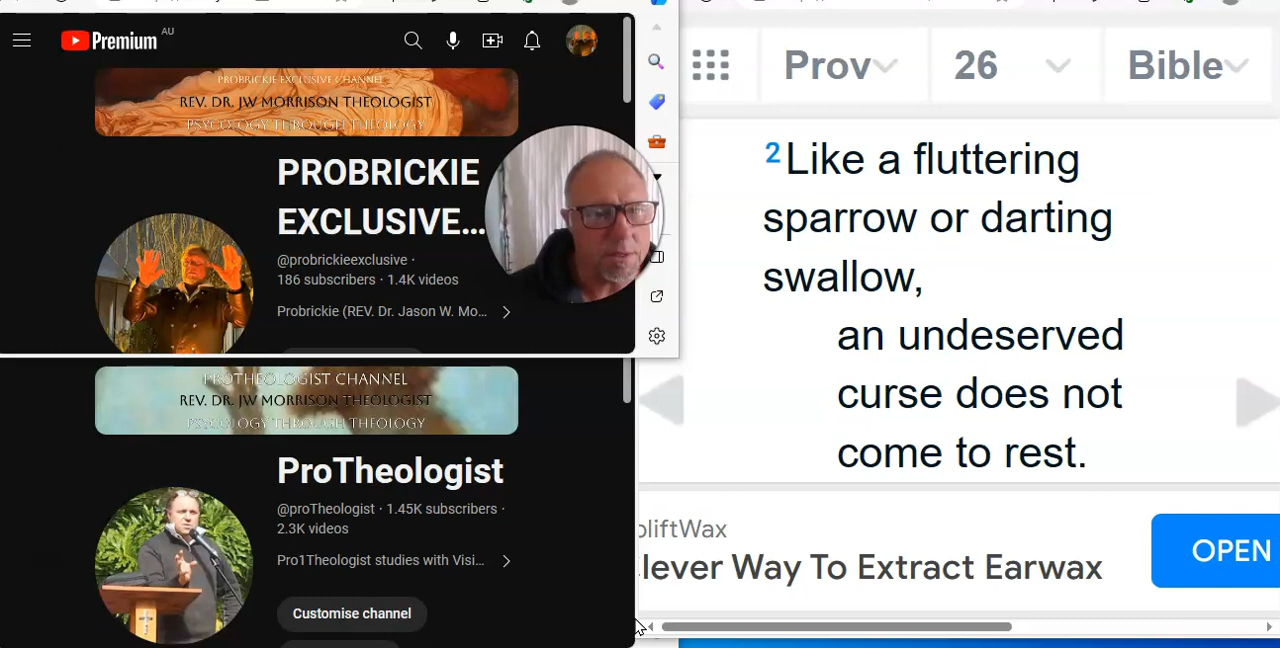 Premium AU
PROBRICKIE EXCLUSIVE CHANNEL
REV. DR. JW MORRISON THEOLOGIST
PSYCOLOGY THROUGH THEOLOGY
PROBRICKIE
EXCLUSIVE...
@probrickieexclusive ·
186 subscribers · 1.4K videos
Probrickie (REV. Dr. Jason W. Mo...
PROTHEOLOGIST CHANNEL
REV. DR. JW MORRISON THEOLOGIST
PSYCOLOGY THROUGH THEOLOGY
ProTheologist
@proTheologist · 1.45K subscribers ·
2.3K videos
Pro1Theologist studies with Visi...
Customise channel
Prov 26 Bible
2 Like a fluttering
sparrow or darting
swallow,
an undeserved
curse does not
come to rest.
pliftWax
lever Way To Extract Earwax
OPEN